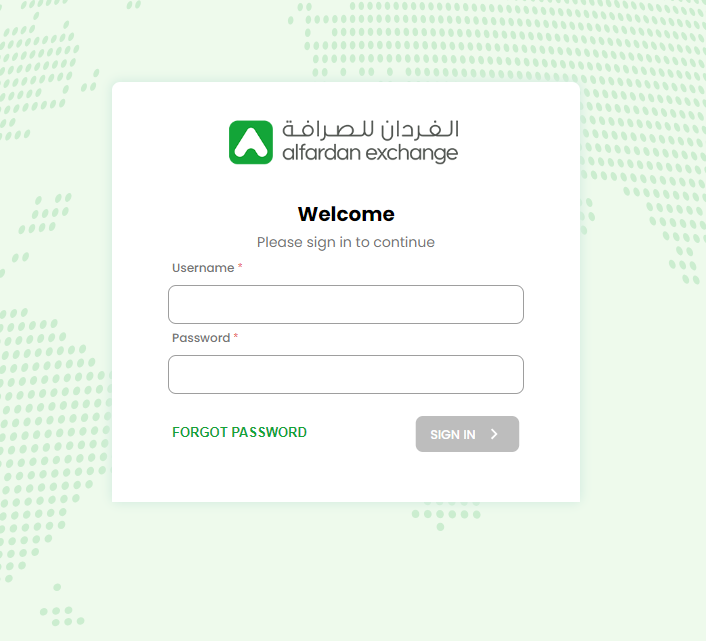 الفردان للصرافة
alfardan exchange
Welcome
Please sign in to continue
Username *
Password *
FORGOT PASSWORD
SIGN IN